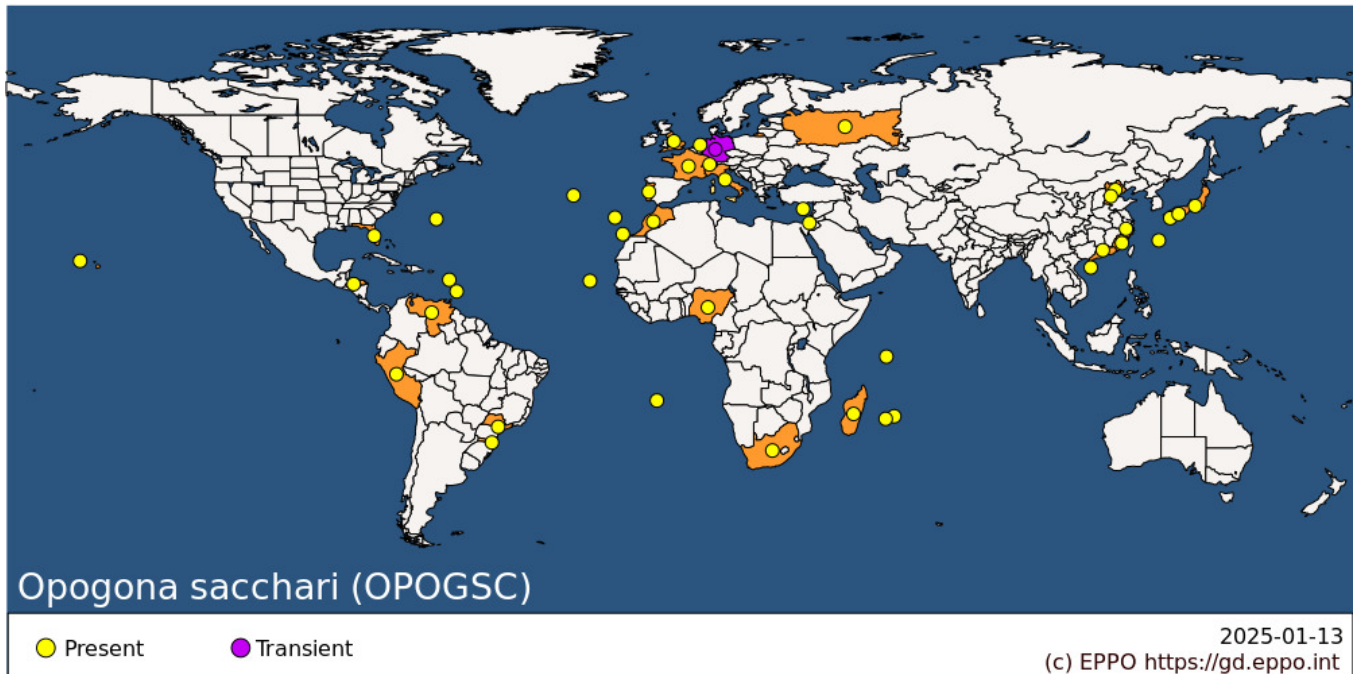 Opogona sacchari (OPOGSC)
Present
Transient
2025-01-13
(c) EPPO https://gd.eppo.int